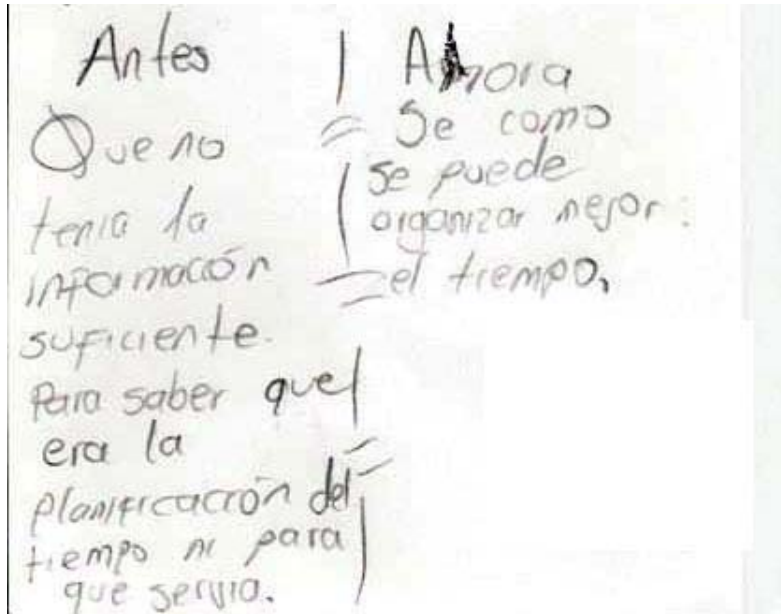 Antes
Que no
tenia la
información
suficiente.
Para saber que
era la
planificación del
tiempo ni para
que servia.
Ahora
Se como
se puede
organizar mejor:
el tiempo.